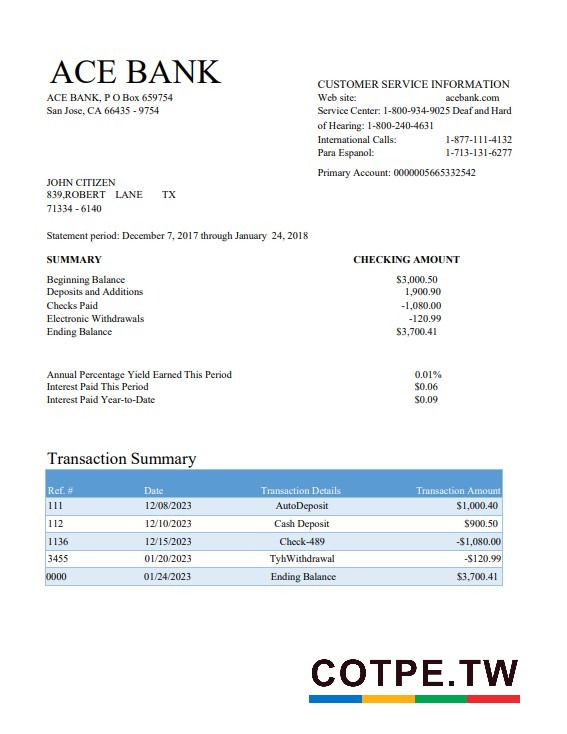 ACE BANK
ACE BANK, P O Box 659754
San Jose, CA 66435 - 9754
CUSTOMER SERVICE INFORMATION
Web site: acebank.com
Service Center: 1-800-934-9025 Deaf and Hard
of Hearing: 1-800-240-4631
International Calls: 1-877-111-4132
Para Espanol: 1-713-131-6277
Primary Account: 0000005665332542
JOHN CITIZEN
839,ROBERT LANE TX
71334 - 6140
Statement period: December 7, 2017 through January 24, 2018
SUMMARY CHECKING AMOUNT
Beginning Balance $3,000.50
Deposits and Additions 1,900.90
Checks Paid -1,080.00
Electronic Withdrawals -120.99
Ending Balance $3,700.41
Annual Percentage Yield Earned This Period 0.01%
Interest Paid This Period $0.06
Interest Paid Year-to-Date $0.09
Transaction Summary
Ref. # Date Transaction Details Transaction Amount
111 12/08/2023 AutoDeposit $1,000.40
112 12/10/2023 Cash Deposit $900.50
1136 12/15/2023 Check-489 -$1,080.00
3455 01/20/2023 TyhWithdrawal -$120.99
0000 01/24/2023 Ending Balance $3,700.41
COTPE.TW